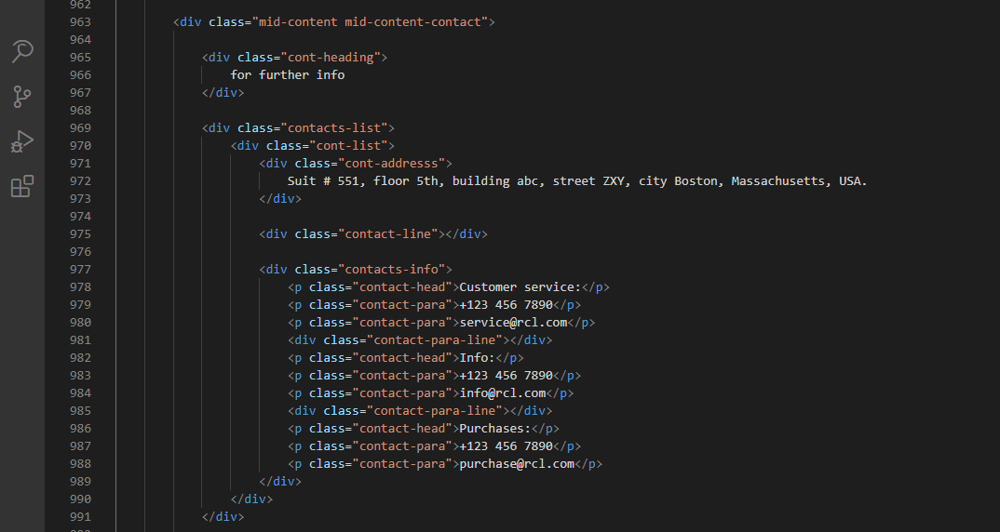 962
963 <div class="mid-content mid-content-contact">
964
965 <div class="cont-heading">
966 for further info
967 </div>
968
969 <div class="contacts-list">
970 <div class="cont-list">
971 <div class="cont-addresss">
972 Suit # 551, floor 5th, building abc, street ZXY, city Boston, Massachusetts, USA.
973 </div>
974
975 <div class="contact-line"></div>
976
977 <div class="contacts-info">
978 <p class="contact-head">Customer service:</p>
979 <p class="contact-para">+123 456 7890</p>
980 <p class="contact-para">service@rcl.com</p>
981 <div class="contact-para-line"></div>
982 <p class="contact-head">Info:</p>
983 <p class="contact-para">+123 456 7890</p>
984 <p class="contact-para">info@rcl.com</p>
985 <div class="contact-para-line"></div>
986 <p class="contact-head">Purchases:</p>
987 <p class="contact-para">+123 456 7890</p>
988 <p class="contact-para">purchase@rcl.com</p>
989 </div>
990 </div>
991 </div>